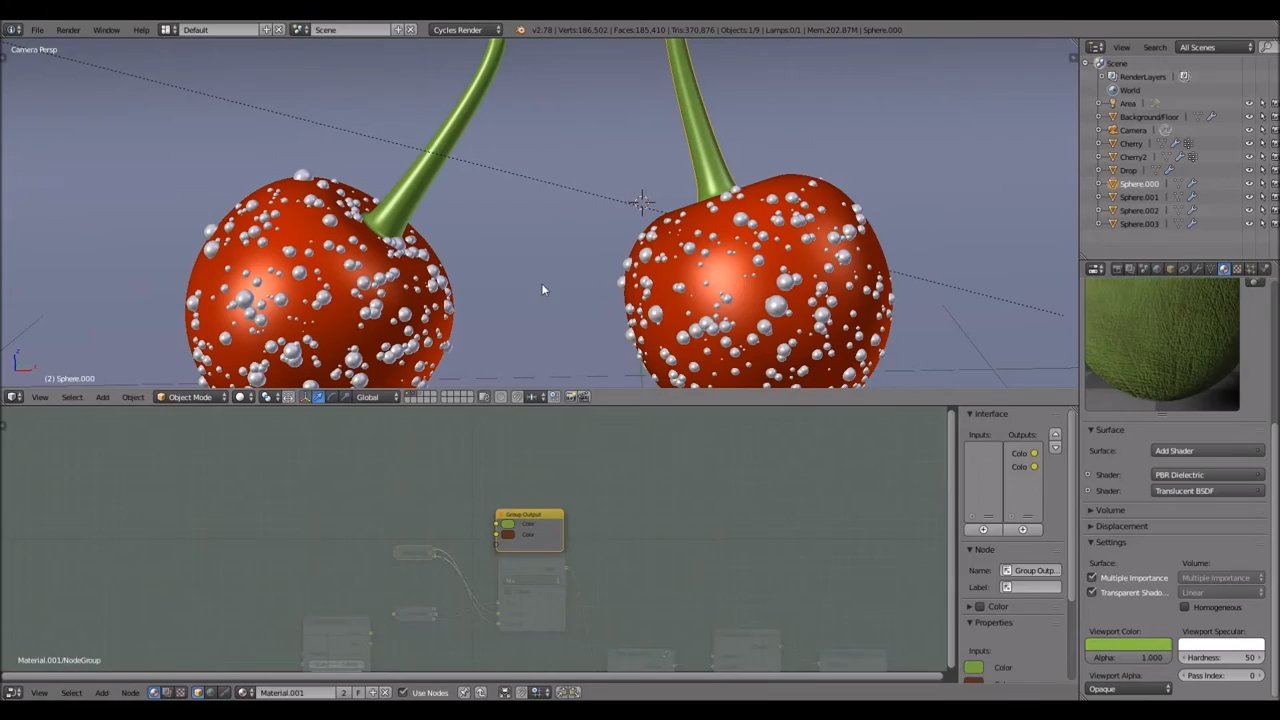 File Render Window Help Default Scene Cycles Render v2.78 | Verts:186,502 | Faces:185,410 | Tris:370,876 | Objects:1/9 | Lamps:0/1 | Mem:202.87M | Sphere.000
Camera Persp
(2) Sphere.000
View Select Add Object Object Mode Global
Group Output
Color
Color
Material.001/NodeGroup
View Select Add Node Material.001 2 F Use Nodes
Interface
Inputs: Outputs:
Colo
Colo
Node
Name: Group Outp...
Label:
Color
Properties
Inputs:
Color
View Search All Scenes
Scene
RenderLayers
World
Area
Background/Floor
Camera
Cherry
Cherry2
Drop
Sphere.000
Sphere.001
Sphere.002
Sphere.003
Surface
Surface: Add Shader
Shader: PBR Dielectric
Shader: Translucent BSDF
Volume
Displacement
Settings
Surface: Volume:
Multiple Importance Multiple Importance
Transparent Shado... Linear
Homogeneous
Viewport Color: Viewport Specular:
Alpha: 1.000 Hardness: 50
Viewport Alpha: Pass Index: 0
Opaque